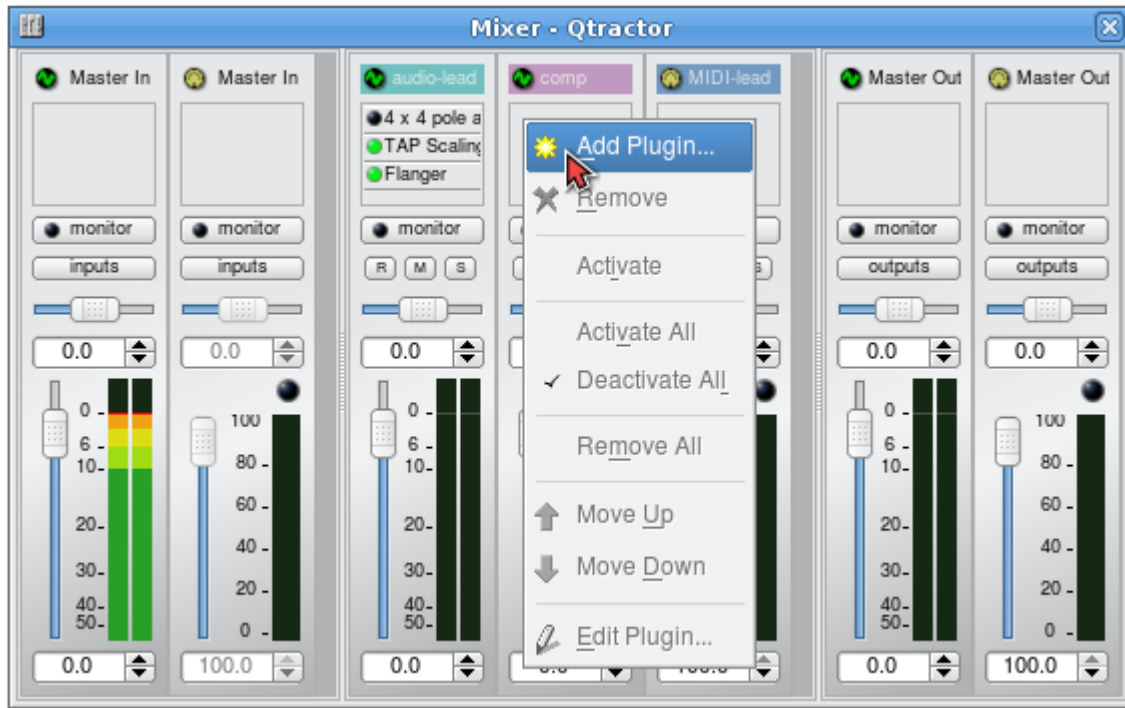 Mixer - Qtractor
Master In
Master In
audio-lead
comp
MIDI-lead
Master Out
Master Out
4 x 4 pole a
TAP Scaling
Flanger
Add Plugin...
Remove
Activate
Activate All
Deactivate All
Remove All
Move Up
Move Down
Edit Plugin...
monitor
monitor
monitor
monitor
monitor
inputs
inputs
R M S
outputs
outputs
0.0
0.0
0.0
0.0
0.0
0
6
10
20
30
40
50
100
80
60
40
20
0
0
6
10
20
30
40
50
0
6
10
20
30
40
50
100
80
60
40
20
0
0.0
100.0
0.0
0.0
100.0
0.0
100.0